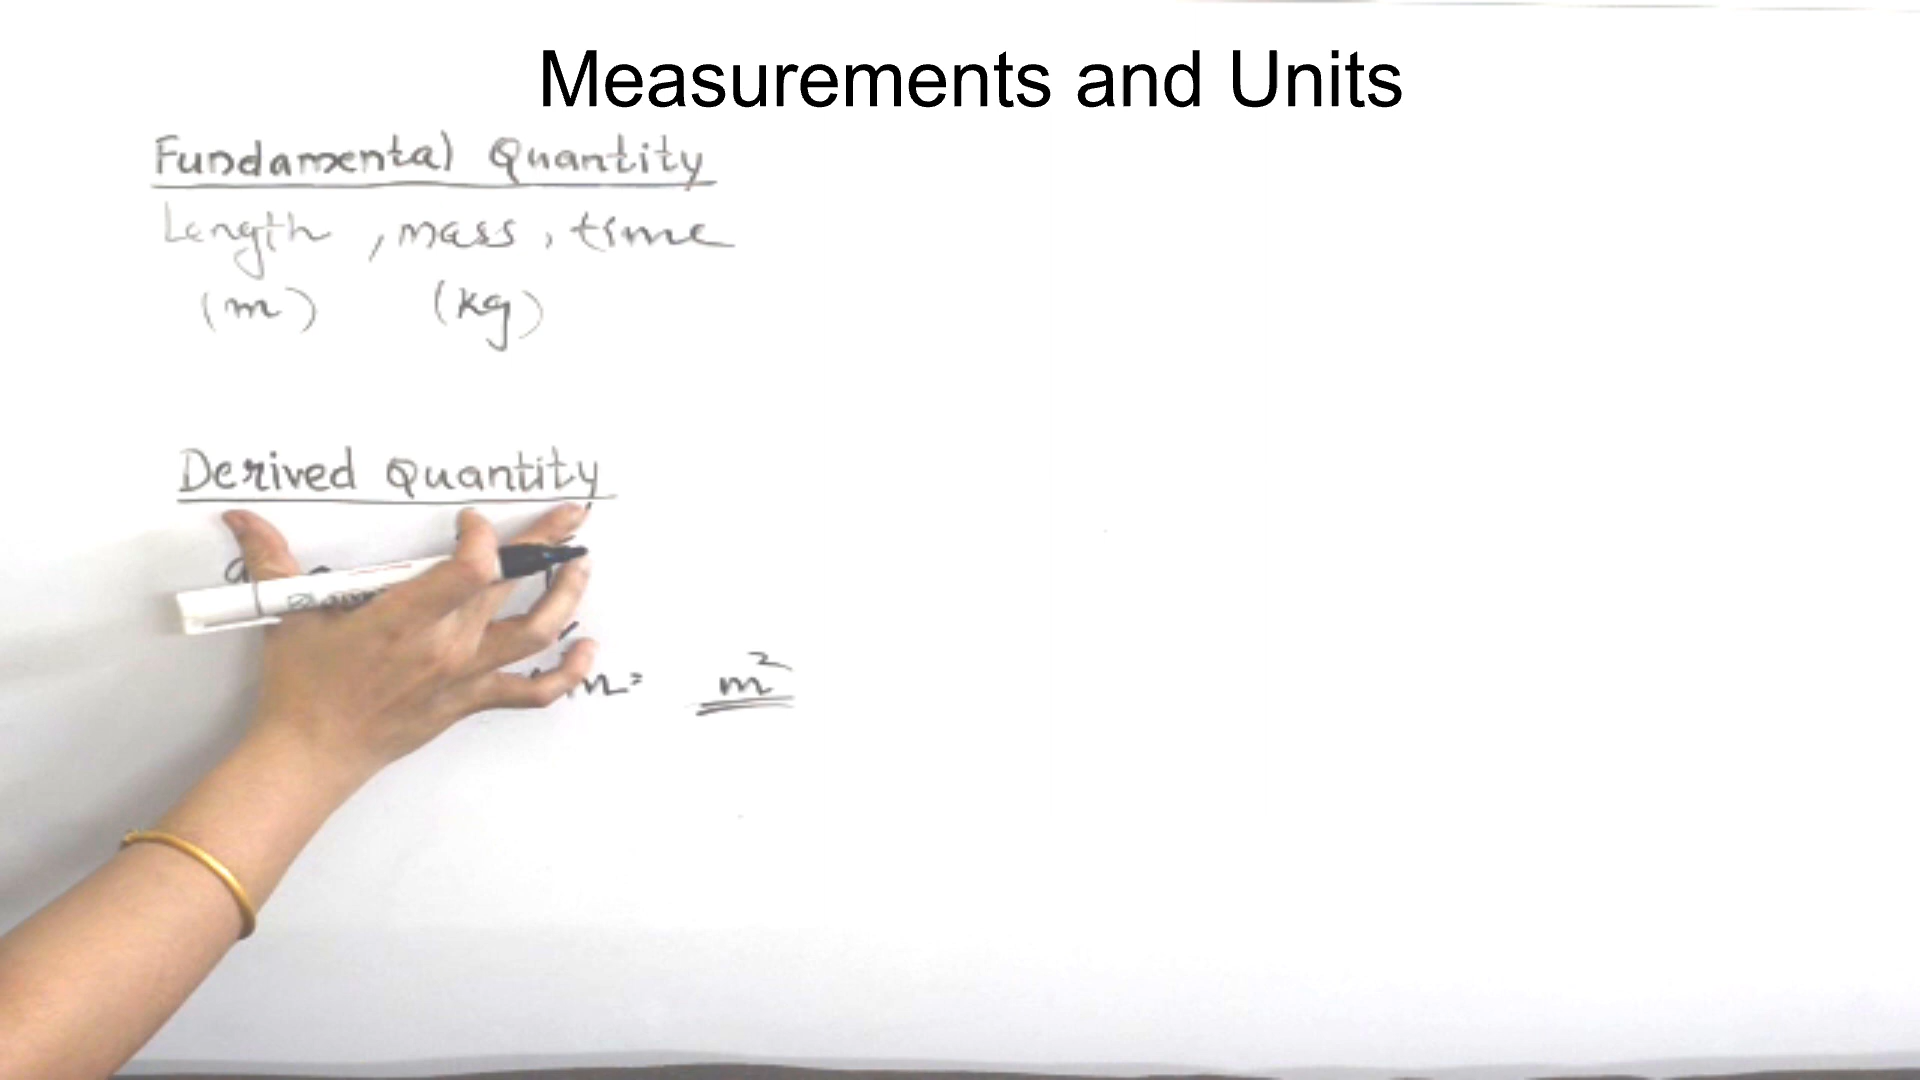 Measurements and Units
Fundamental Quantity
Length , mass , time
(m) (kg)
Derived Quantity
m = m²